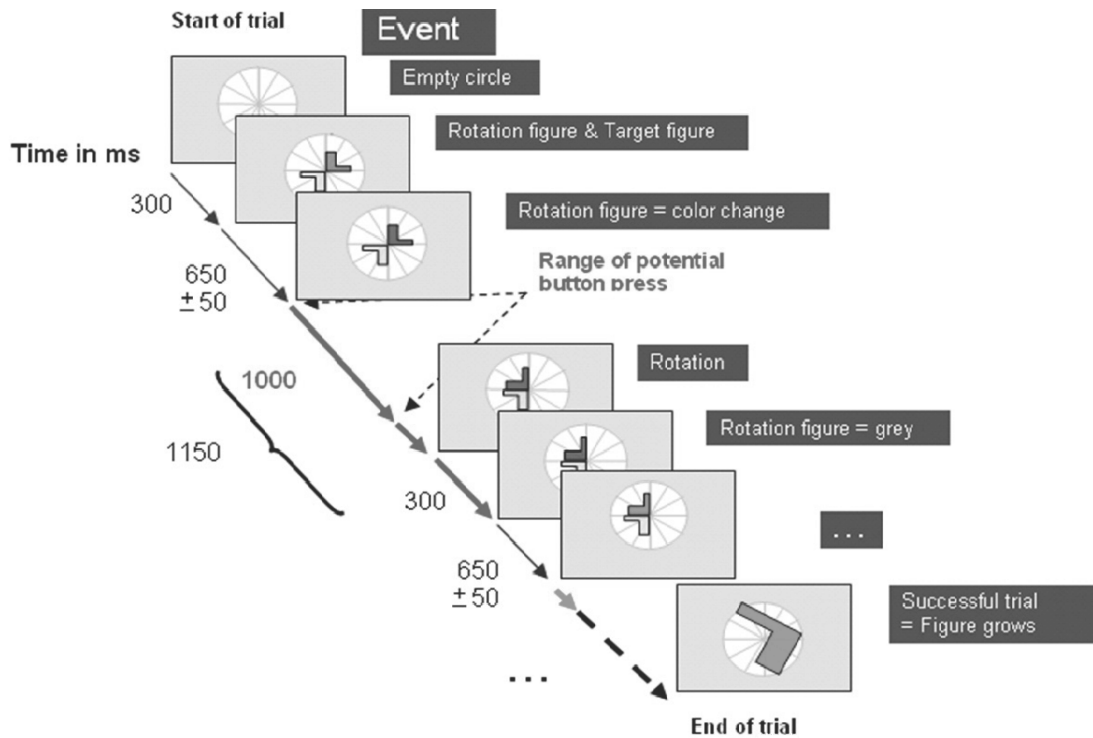 Start of trial
Event
Empty circle
Rotation figure & Target figure
Time in ms
300
Rotation figure = color change
650
± 50
Range of potential
button press
1000
Rotation
1150
Rotation figure = grey
300
...
650
± 50
Successful trial
= Figure grows
...
End of trial